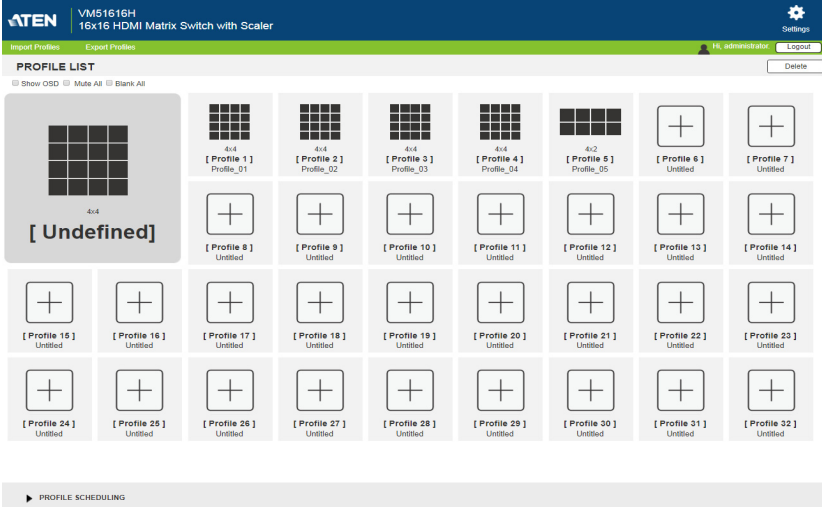 ATEN
VM51616H
16x16 HDMI Matrix Switch with Scaler
Settings
Import Profiles Export Profiles Hi, administrator Logout
PROFILE LIST Delete
Show OSD Mute All Blank All
4x4
[ Undefined]
4x4 4x4 4x4 4x4 4x2
[ Profile 1 ] [ Profile 2 ] [ Profile 3 ] [ Profile 4 ] [ Profile 5 ] [ Profile 6 ] [ Profile 7 ]
Profile_01 Profile_02 Profile_03 Profile_04 Profile_05 Untitled Untitled
[ Profile 8 ] [ Profile 9 ] [ Profile 10 ] [ Profile 11 ] [ Profile 12 ] [ Profile 13 ] [ Profile 14 ]
Untitled Untitled Untitled Untitled Untitled Untitled Untitled
[ Profile 15 ] [ Profile 16 ] [ Profile 17 ] [ Profile 18 ] [ Profile 19 ] [ Profile 20 ] [ Profile 21 ] [ Profile 22 ] [ Profile 23 ]
Untitled Untitled Untitled Untitled Untitled Untitled Untitled Untitled Untitled
[ Profile 24 ] [ Profile 25 ] [ Profile 26 ] [ Profile 27 ] [ Profile 28 ] [ Profile 29 ] [ Profile 30 ] [ Profile 31 ] [ Profile 32 ]
Untitled Untitled Untitled Untitled Untitled Untitled Untitled Untitled Untitled
PROFILE SCHEDULING